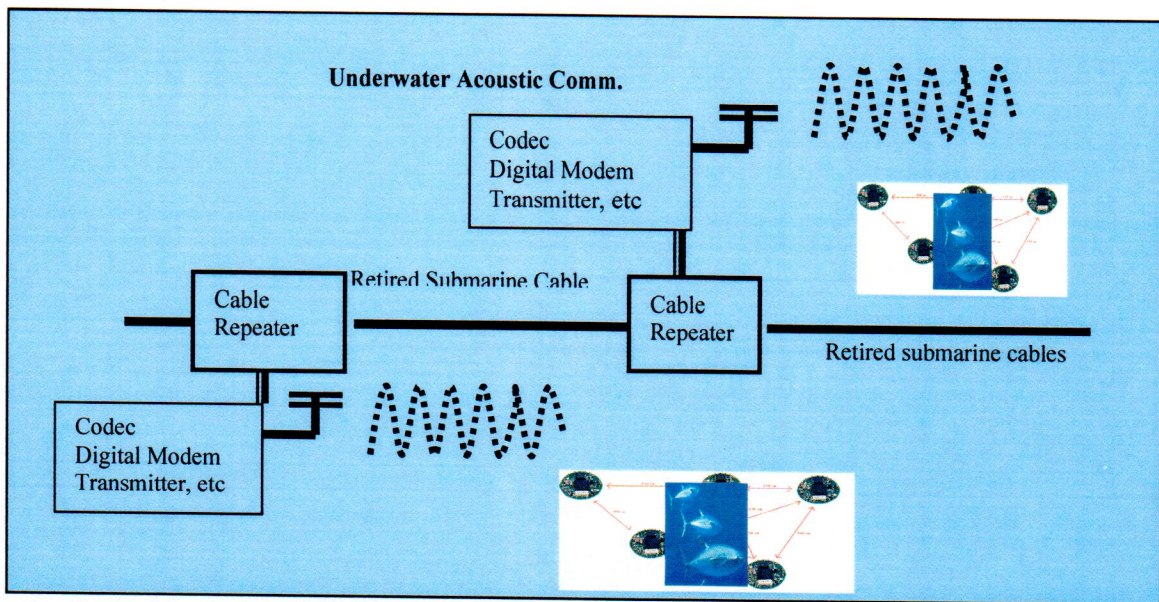 Underwater Acoustic Comm.
Codec
Digital Modem
Transmitter, etc
Retired Submarine Cable
Cable
Repeater
Cable
Repeater
Retired submarine cables
Codec
Digital Modem
Transmitter, etc